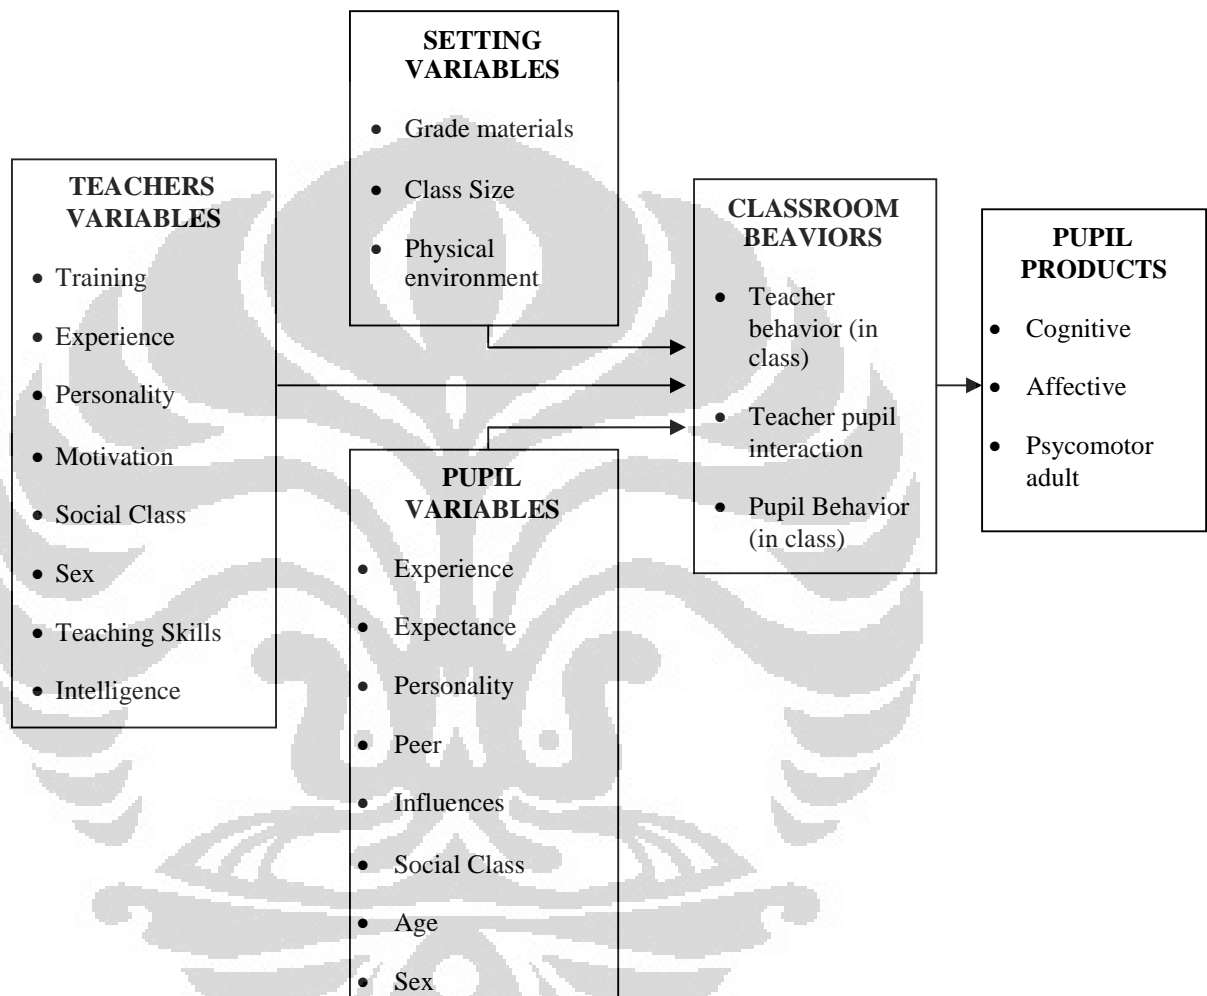 SETTING
VARIABLES
• Grade materials
• Class Size
• Physical
environment
TEACHERS
VARIABLES
• Training
• Experience
• Personality
• Motivation
• Social Class
• Sex
• Teaching Skills
• Intelligence
PUPIL
VARIABLES
• Experience
• Expectance
• Personality
• Peer
• Influences
• Social Class
• Age
• Sex
CLASSROOM
BEAVIORS
• Teacher
behavior (in
class)
• Teacher pupil
interaction
• Pupil Behavior
(in class)
PUPIL
PRODUCTS
• Cognitive
• Affective
• Psycomotor
adult